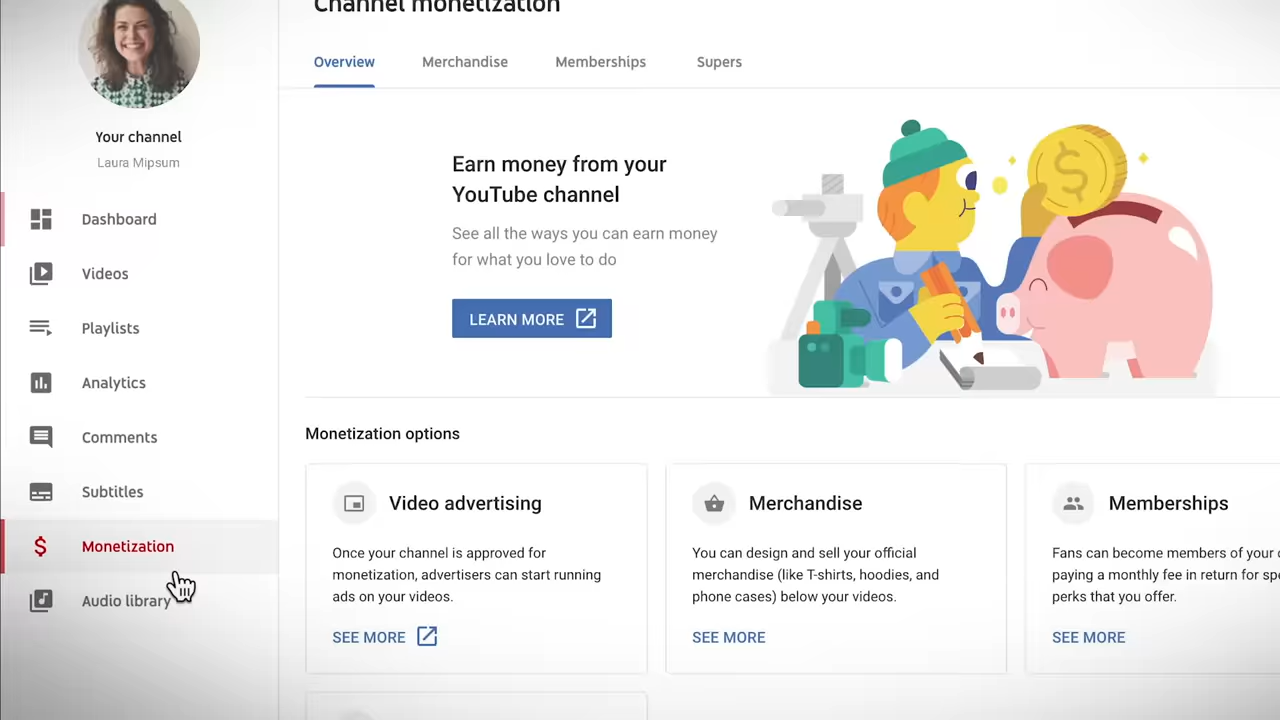 Channel monetization
Overview
Merchandise
Memberships
Supers
Your channel
Laura Mipsum
Dashboard
Videos
Playlists
Analytics
Comments
Subtitles
Monetization
Audio library
Earn money from your
YouTube channel
See all the ways you can earn money
for what you love to do
LEARN MORE
Monetization options
Video advertising
Once your channel is approved for
monetization, advertisers can start running
ads on your videos.
SEE MORE
Merchandise
You can design and sell your official
merchandise (like T-shirts, hoodies, and
phone cases) below your videos.
SEE MORE
Memberships
Fans can become members of your
paying a monthly fee in return for
perks that you offer.
SEE MORE